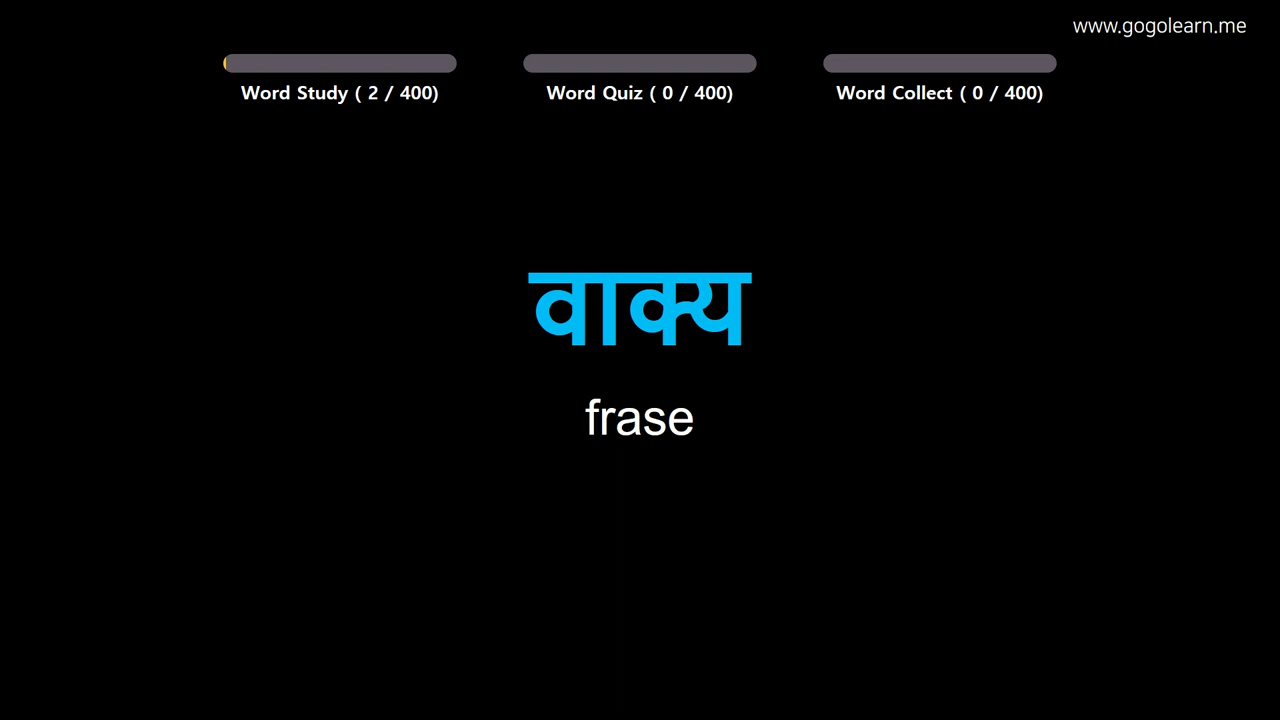 www.gogolearn.me
Word Study ( 2 / 400)
Word Quiz ( 0 / 400)
Word Collect ( 0 / 400)
वाक्य
frase